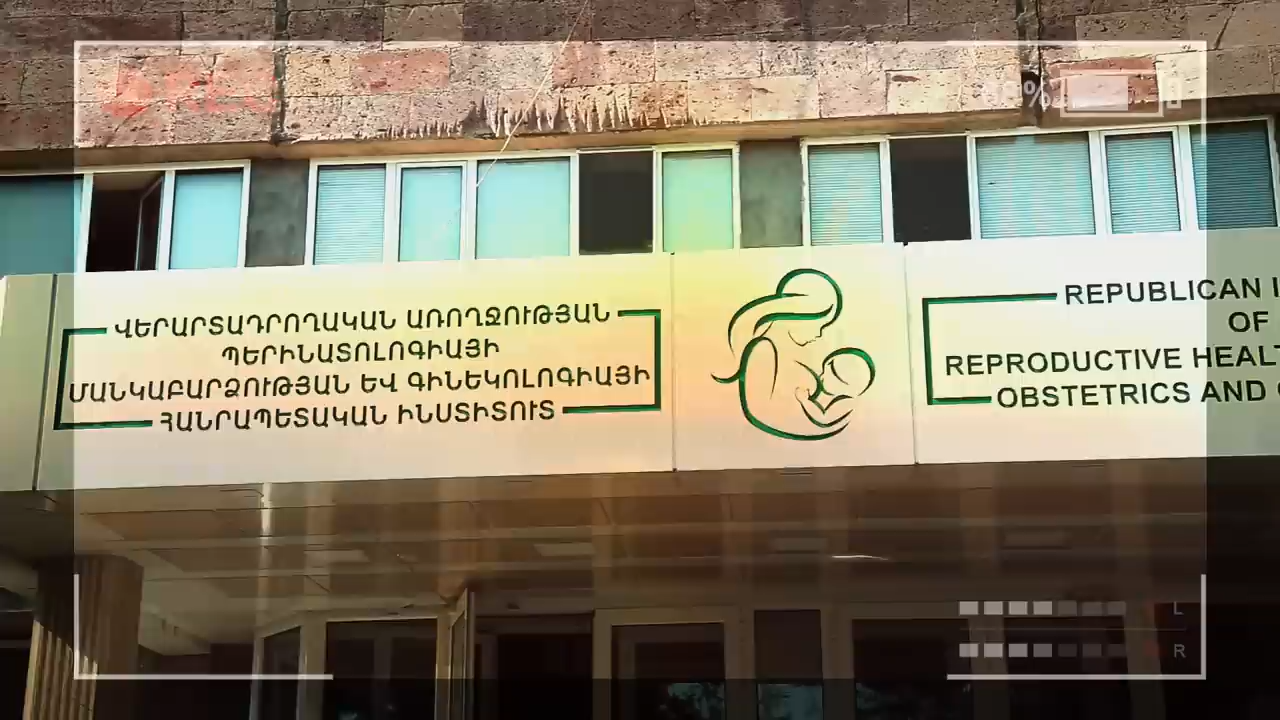 ՎԵՐԱՐՏԱԴՐՈՂԱԿԱՆ ԱՌՈՂՋՈՒԹՅԱՆ
ՊԵՐԻՆԱՏՈԼՈԳԻԱՅԻ
ՄԱՆԿԱԲԱՐՁՈՒԹՅԱՆ ԵՎ ԳԻՆԵԿՈԼՈԳԻԱՅԻ
ՀԱՆՐԱՊԵՏԱԿԱՆ ԻՆՍՏԻՏՈՒՏ
REPUBLICAN
OF
REPRODUCTIVE
OBSTETRICS AND
L
R